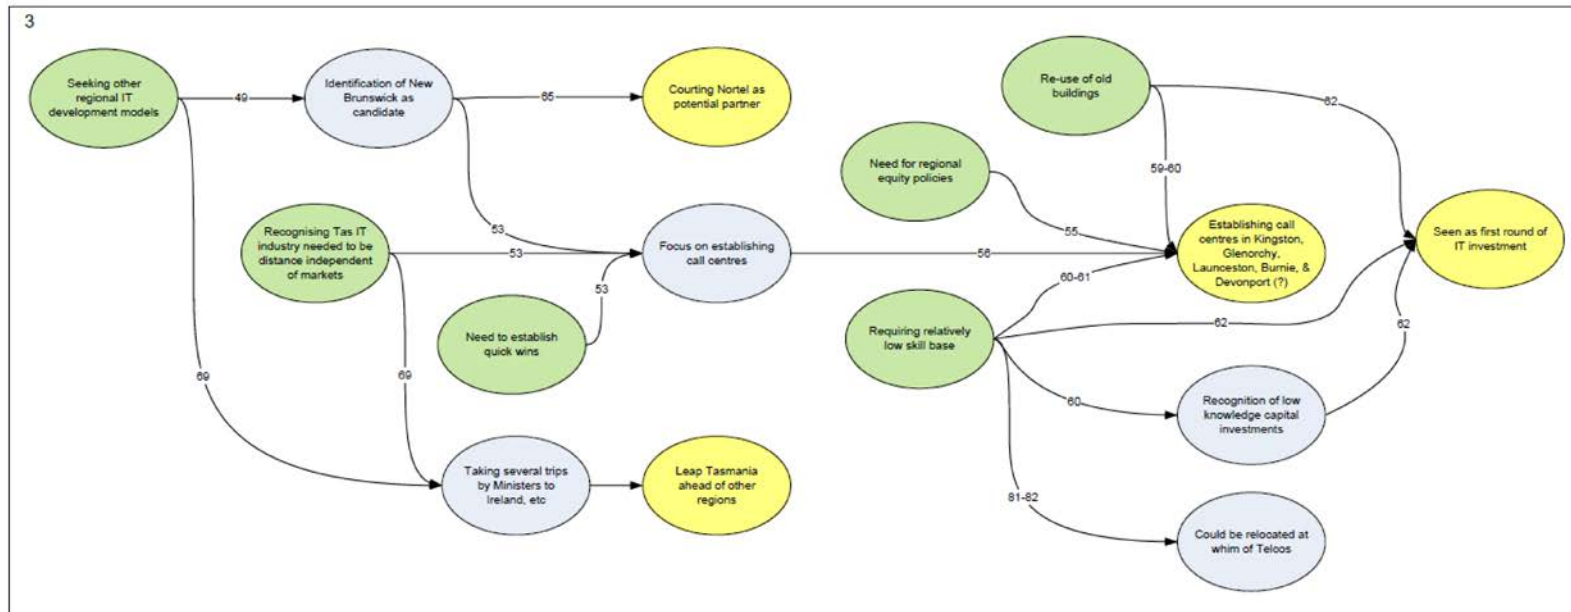 3
Seeking other
regional IT
development models
49
Identification of New
Brunswick as
candidate
65
Courting Nortel as
potential partner
Re-use of old
buildings
62
Need for regional
equity policies
59-60
55
53
Recognising Tas IT
industry needed to be
distance independent
of markets
53
Focus on establishing
call centres
56
Establishing call
centres in Kingston,
Glenorchy,
Launceston, Burnie, &
Devonport (?)
Seen as first round of
IT investment
53
60-61
Need to establish
quick wins
Requiring relatively
low skill base
62
62
69
69
60
Recognition of low
knowledge capital
investments
Taking several trips
by Ministers to
Ireland, etc
Leap Tasmania
ahead of other
regions
81-82
Could be relocated at
whim of Telcos